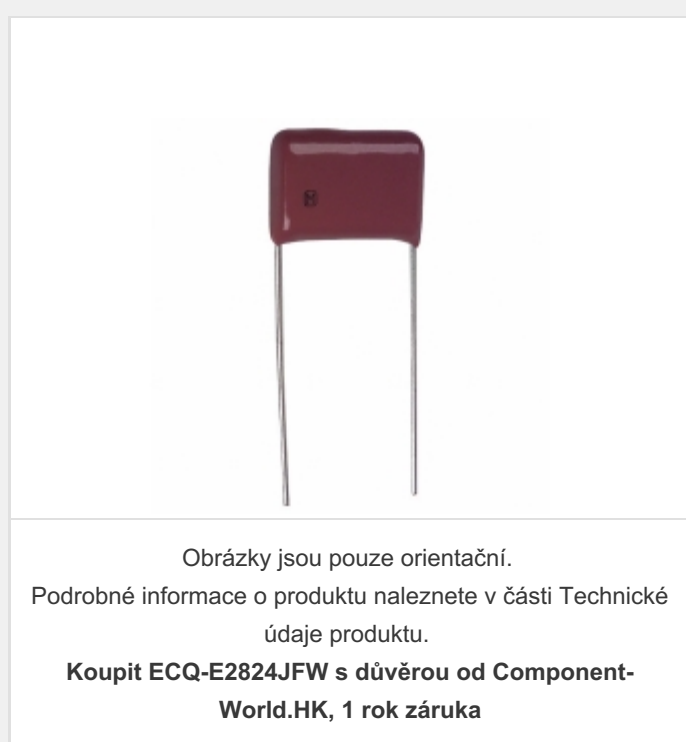 Obrázky jsou pouze orientační.
Podrobné informace o produktu naleznete v části Technické
údaje produktu.
Koupit ECQ-E2824JFW s důvěrou od Component-
World.HK, 1 rok záruka